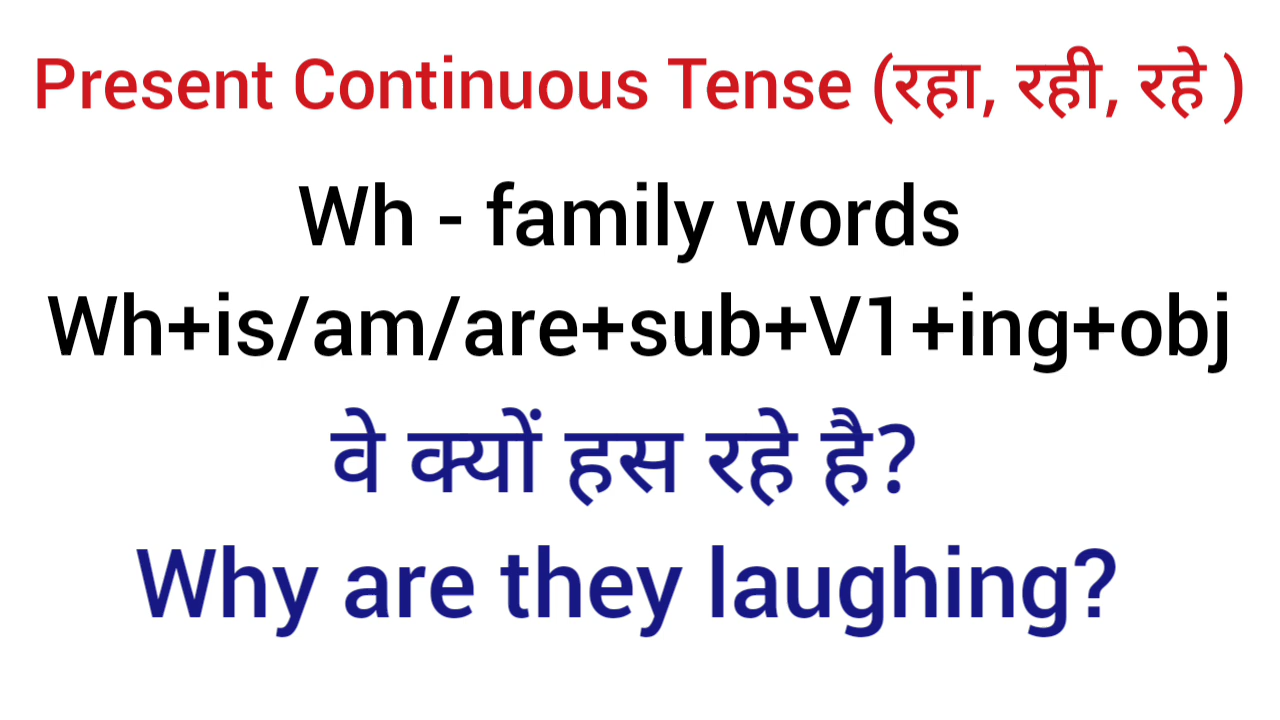 Present Continuous Tense (रहा, रही, रहे )
Wh - family words
Wh+is/am/are+sub+V1+ing+obj
वे क्यों हस रहे है?
Why are they laughing?